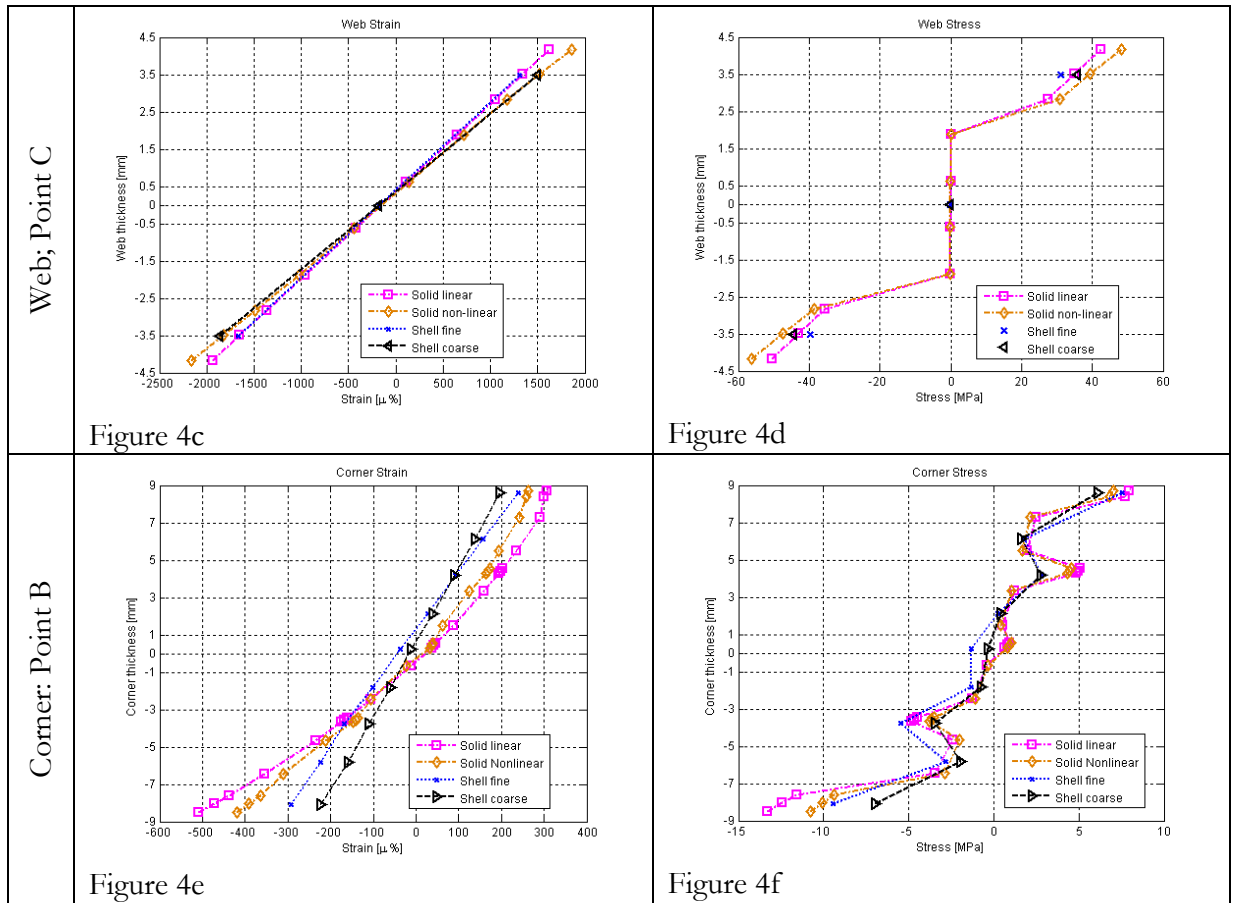 Web; Point C
Web Strain
Web thickness [mm]
4.5
3.5
2.5
1.5
0.5
0
-0.5
-1.5
-2.5
-3.5
-4.5
Solid linear
Solid non-linear
Shell fine
Shell coarse
-2500 -2000 -1500 -1000 -500 0 500 1000 1500 2000
Strain [μ %]
Figure 4c
Web Stress
Web thickness [mm]
4.5
3.5
2.5
1.5
0.5
0
-0.5
-1.5
-2.5
-3.5
-4.5
Solid linear
Solid non-linear
Shell fine
Shell coarse
-60 -40 -20 0 20 40 60
Stress [MPa]
Figure 4d
Corner: Point B
Corner Strain
Corner thickness [mm]
9
7
5
3
1
0
-1
-3
-5
-7
-9
Solid linear
Solid Nonlinear
Shell fine
Shell coarse
-600 -500 -400 -300 -200 -100 0 100 200 300 400
Strain [μ %]
Figure 4e
Corner Stress
Corner thickness [mm]
9
7
5
3
1
0
-1
-3
-5
-7
-9
Solid linear
Solid Nonlinear
Shell fine
Shell coarse
-15 -10 -5 0 5 10
Stress [MPa]
Figure 4f